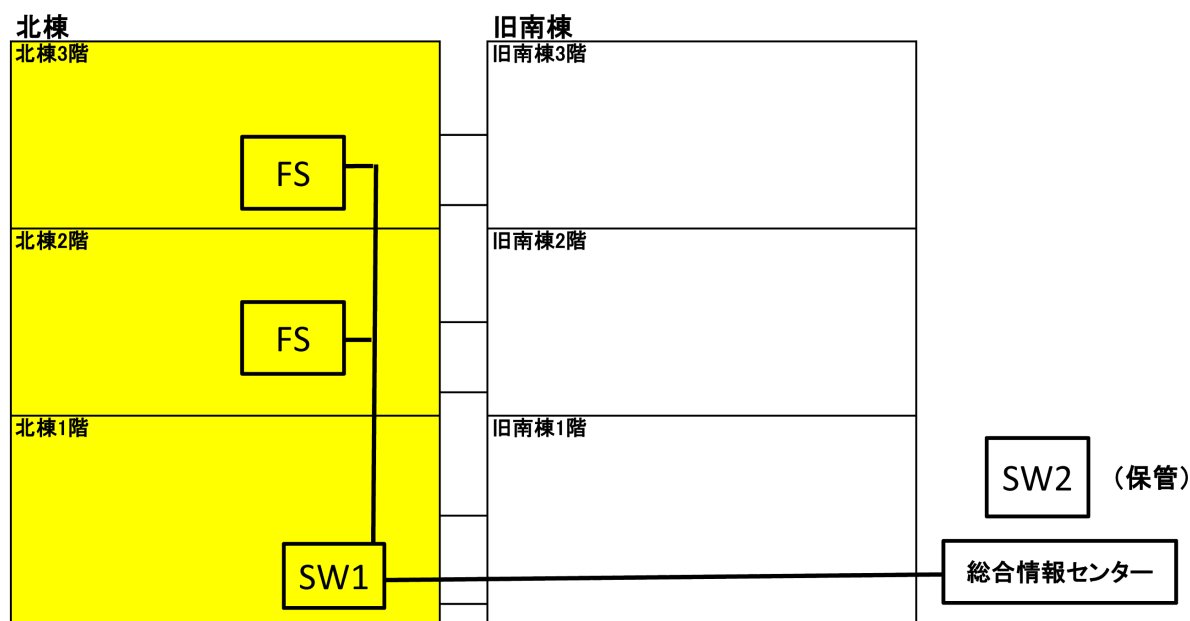 北棟
旧南棟
北棟3階
旧南棟3階
FS
北棟2階
旧南棟2階
FS
北棟1階
旧南棟1階
SW2 （保管）
SW1
総合情報センター